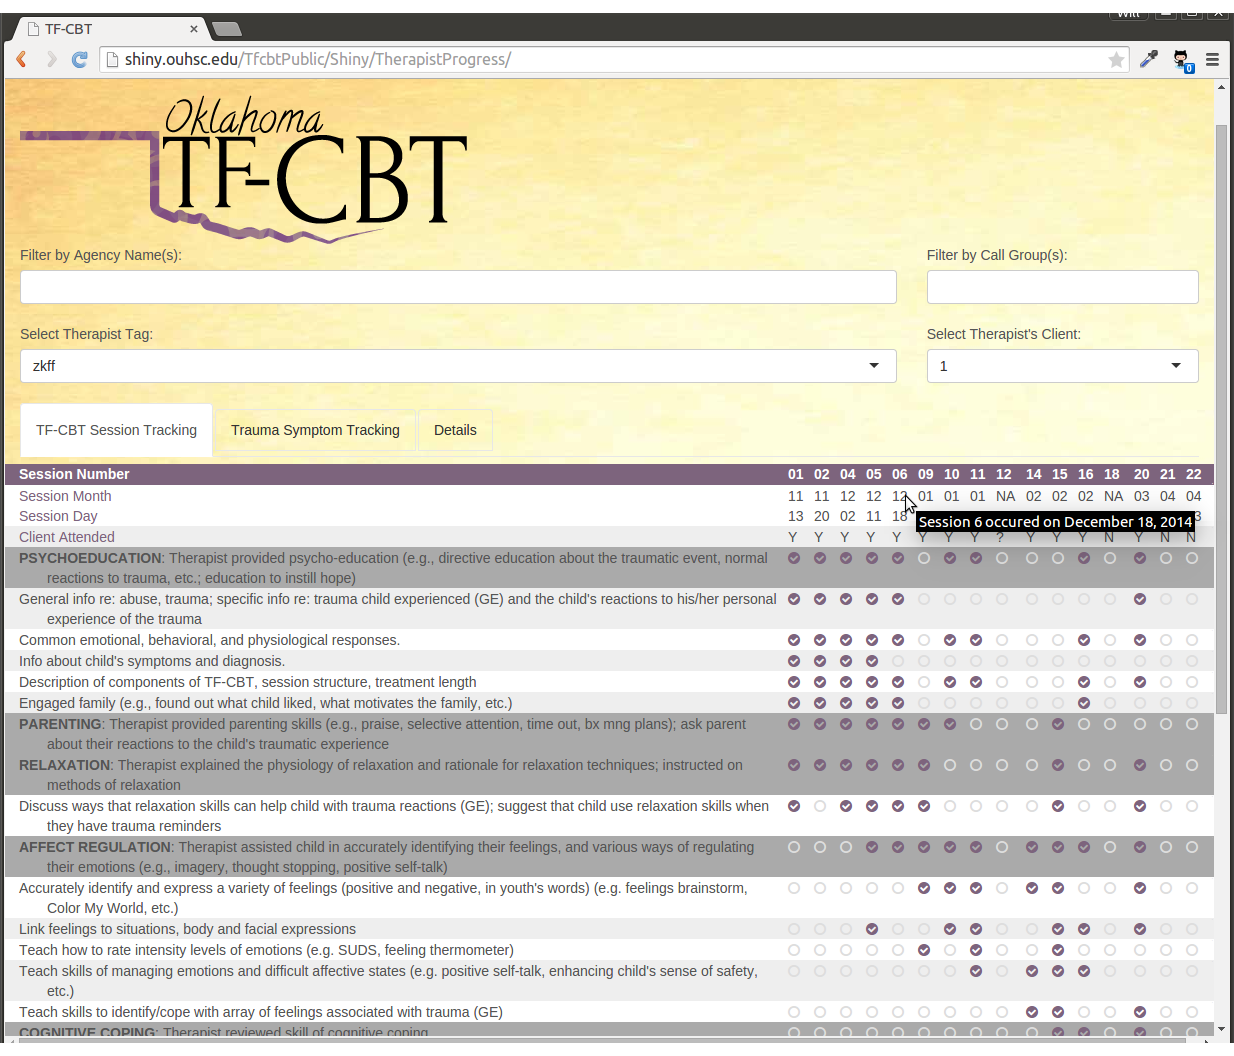 Will
TF-CBT
shiny.ouhsc.edu/TfcbtPublic/Shiny/TherapistProgress/
0
Oklahoma
TF-CBT
Filter by Agency Name(s): Filter by Call Group(s):
Select Therapist Tag: Select Therapist's Client:
zkff 1
TF-CBT Session Tracking Trauma Symptom Tracking Details
Session Number 01 02 04 05 06 09 10 11 12 14 15 16 18 20 21 22
Session Month 11 11 12 12 12 01 01 01 NA 02 02 02 NA 03 04 04
Session Day 13 20 02 11 18 3
Session 6 occured on December 18, 2014
Client Attended Y Y Y Y Y Y Y Y ? Y Y Y N Y N N
PSYCHOEDUCATION: Therapist provided psycho-education (e.g., directive education about the traumatic event, normal
reactions to trauma, etc.; education to instill hope)
General info re: abuse, trauma; specific info re: trauma child experienced (GE) and the child's reactions to his/her personal
experience of the trauma
Common emotional, behavioral, and physiological responses.
Info about child's symptoms and diagnosis.
Description of components of TF-CBT, session structure, treatment length
Engaged family (e.g., found out what child liked, what motivates the family, etc.)
PARENTING: Therapist provided parenting skills (e.g., praise, selective attention, time out, bx mng plans); ask parent
about their reactions to the child's traumatic experience
RELAXATION: Therapist explained the physiology of relaxation and rationale for relaxation techniques; instructed on
methods of relaxation
Discuss ways that relaxation skills can help child with trauma reactions (GE); suggest that child use relaxation skills when
they have trauma reminders
AFFECT REGULATION: Therapist assisted child in accurately identifying their feelings, and various ways of regulating
their emotions (e.g., imagery, thought stopping, positive self-talk)
Accurately identify and express a variety of feelings (positive and negative, in youth's words) (e.g. feelings brainstorm,
Color My World, etc.)
Link feelings to situations, body and facial expressions
Teach how to rate intensity levels of emotions (e.g. SUDS, feeling thermometer)
Teach skills of managing emotions and difficult affective states (e.g. positive self-talk, enhancing child's sense of safety,
etc.)
Teach skills to identify/cope with array of feelings associated with trauma (GE)
COGNITIVE COPING: Therapist reviewed skill of cognitive coping